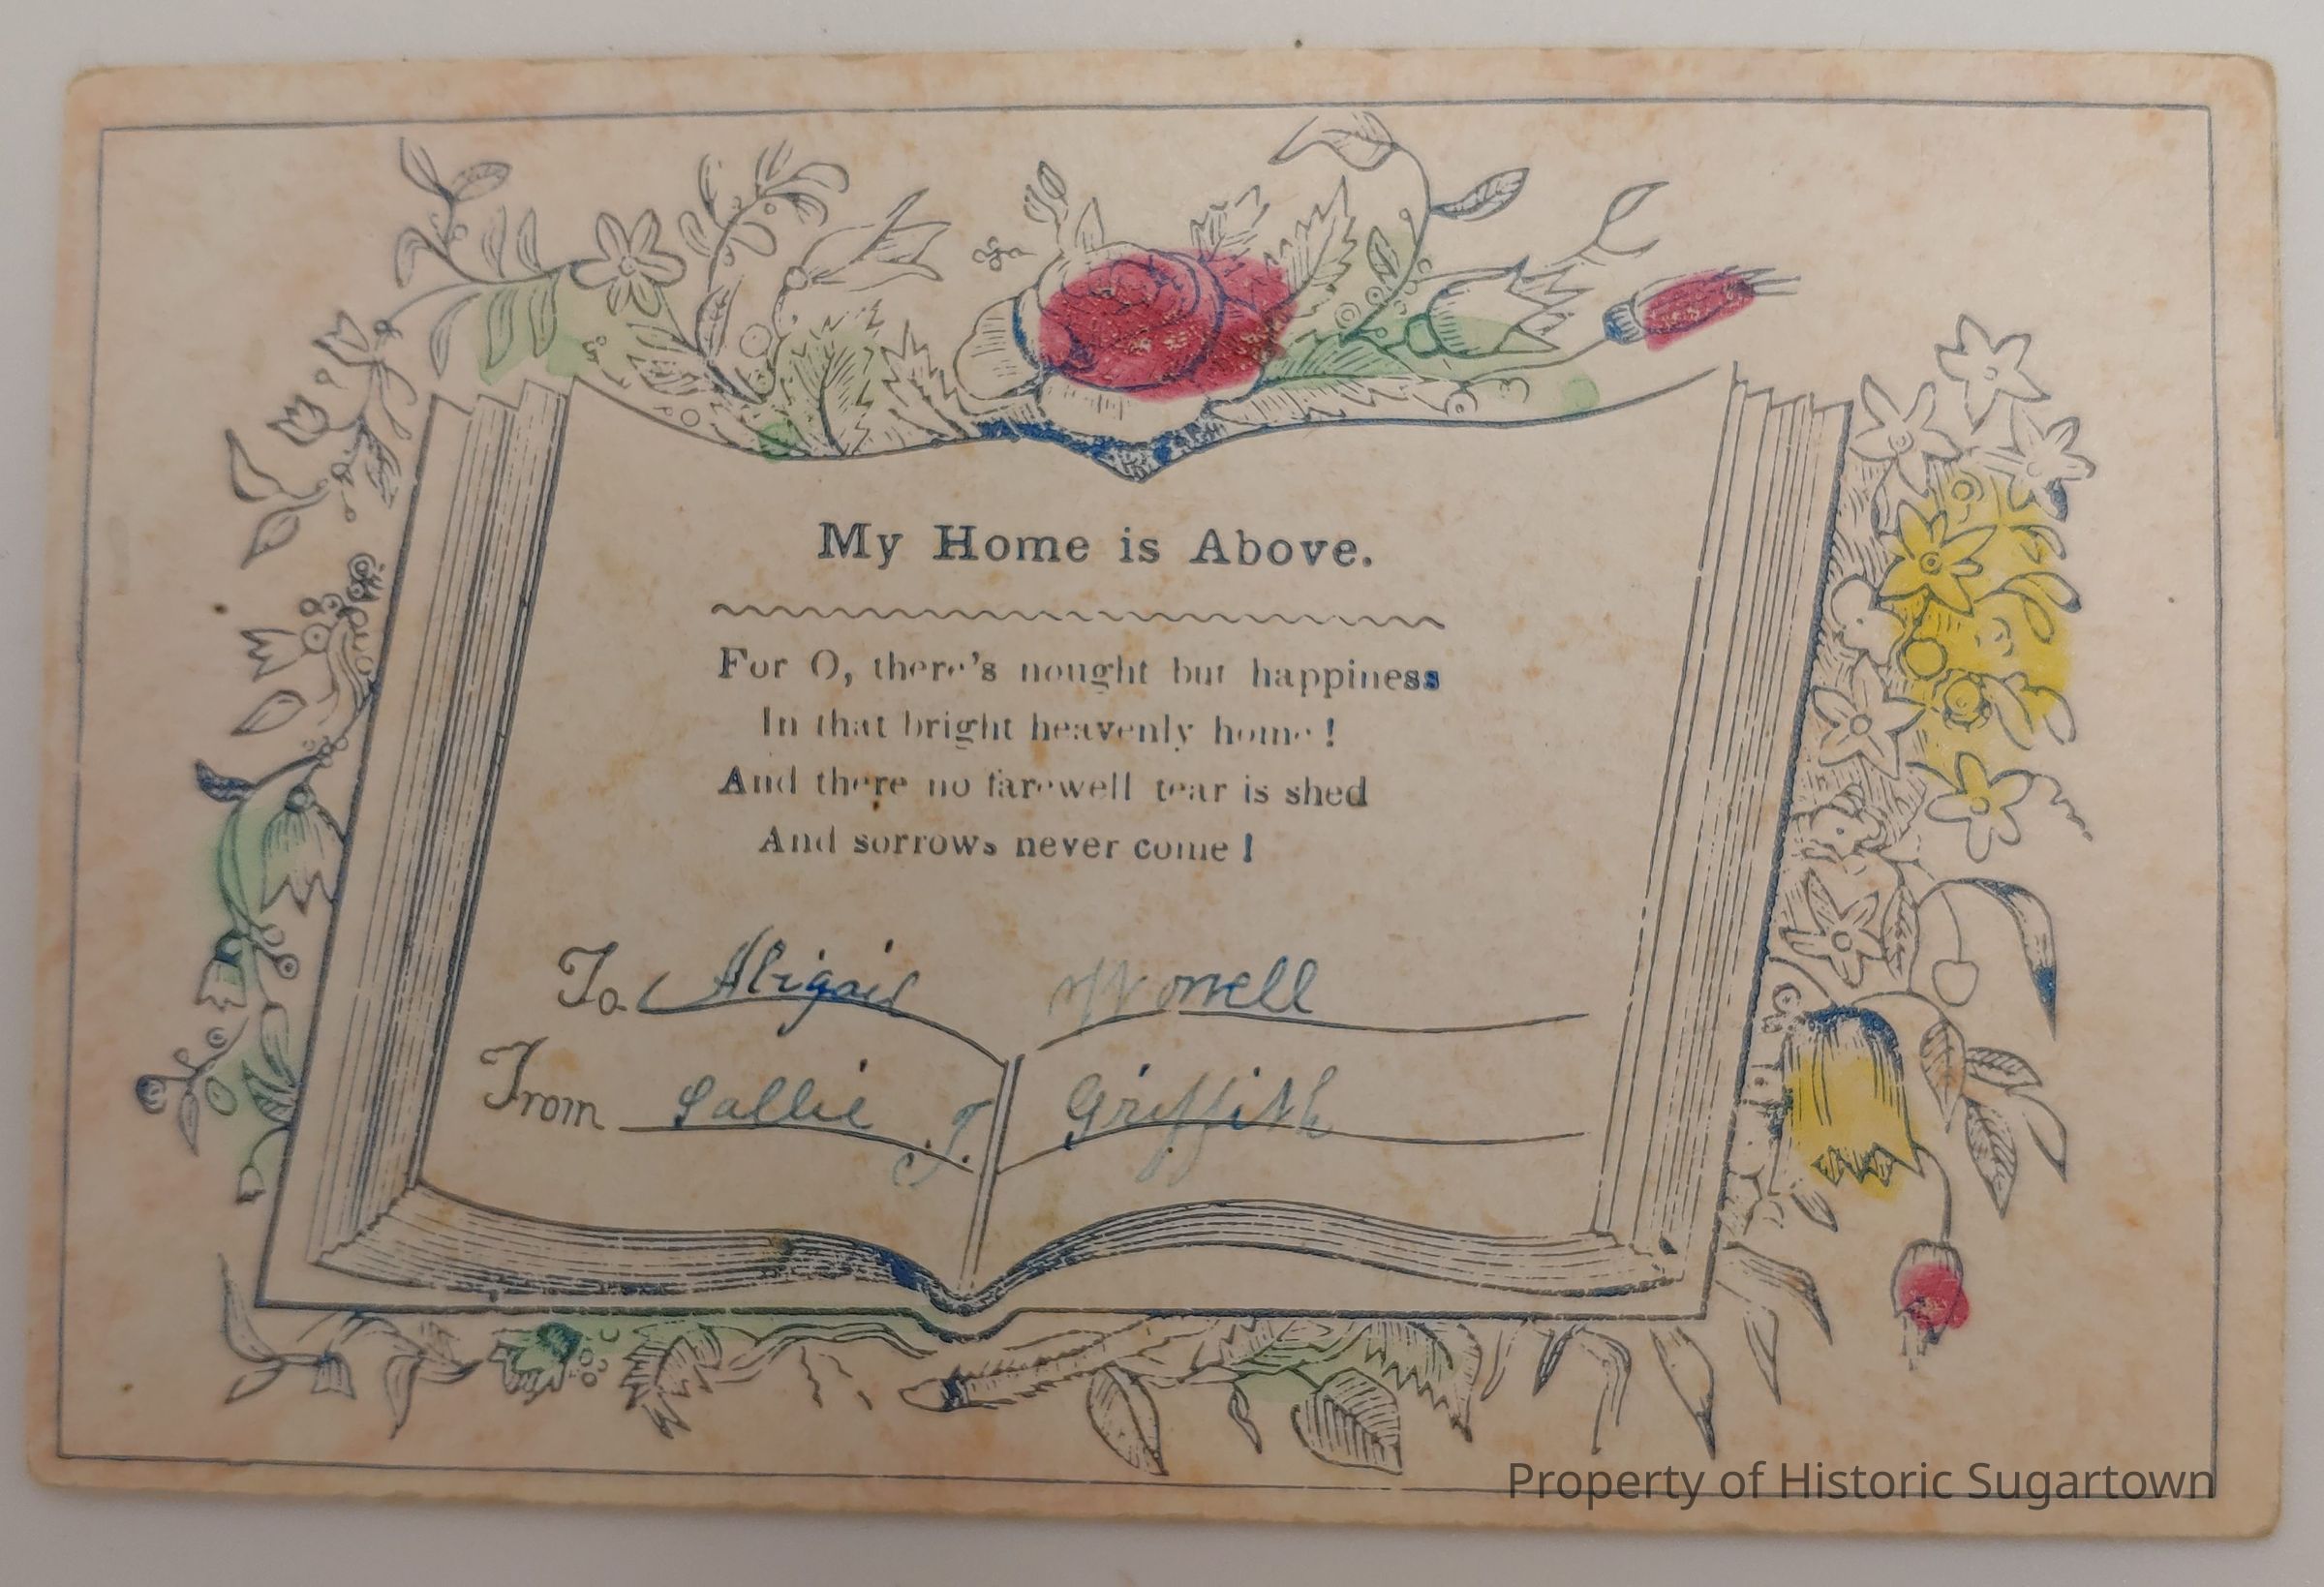 My Home is Above.
For O, there's nought but happiness
In that bright heavenly home!
And there no farewell tear is shed
And sorrows never come!
To Abigail
From Sallie J. Griffith
Property of Historic Sugartown